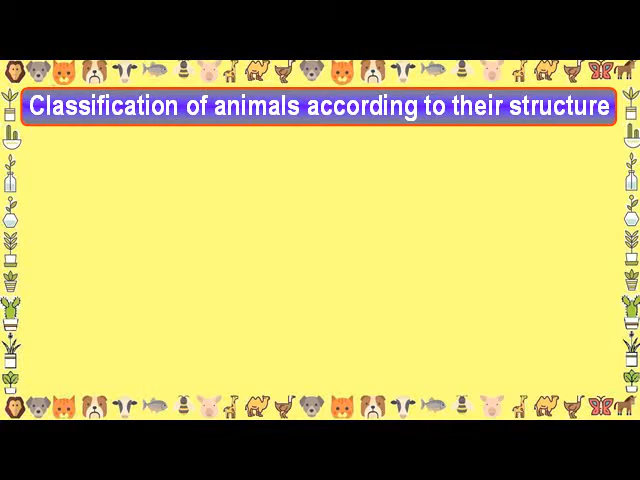 Classification of animals according to their structure